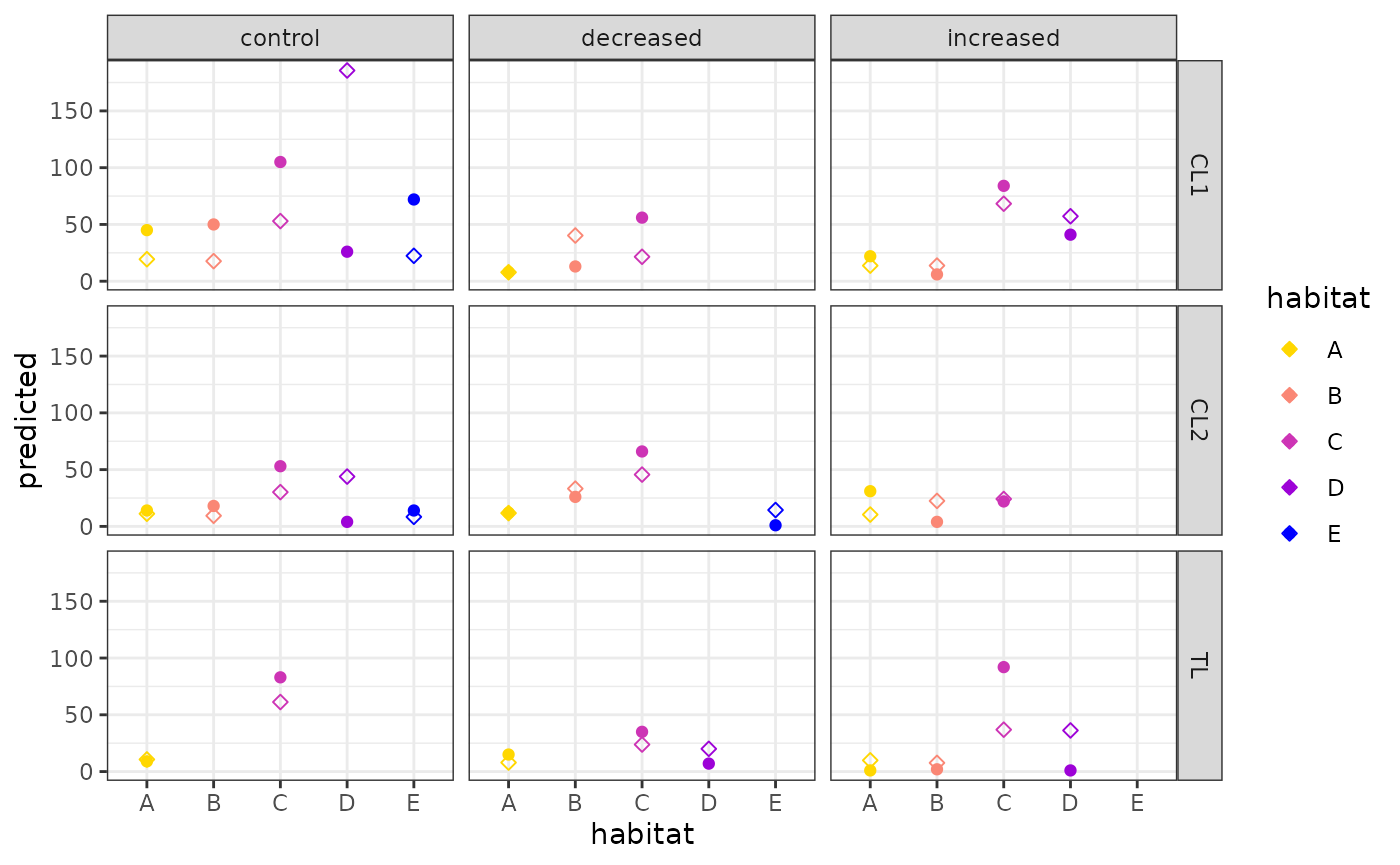 control decreased increased
150
100
50
0
CL1
150
100
50
0
CL2
150
100
50
0
TL
predicted
A B C D E A B C D E A B C D E
habitat
habitat
A
B
C
D
E